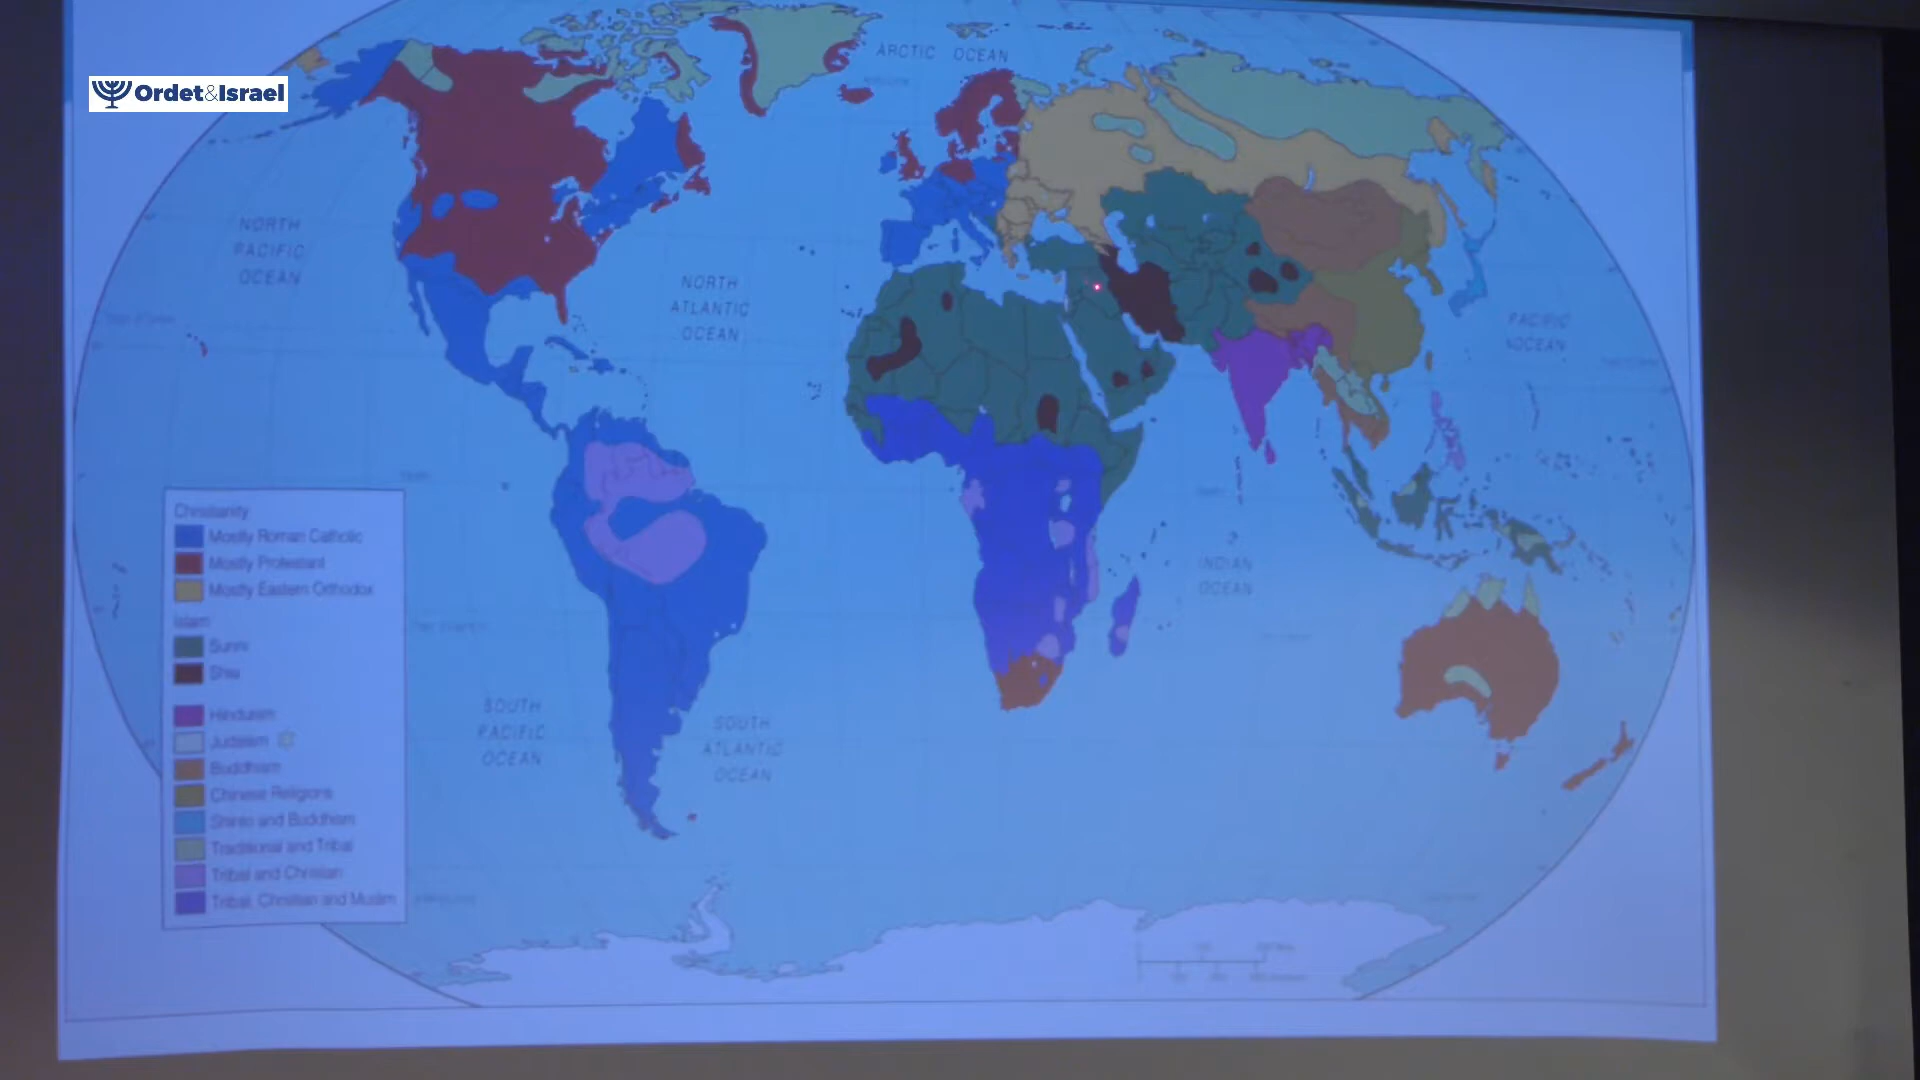 Ordet&Israel
ARCTIC OCEAN
NORTH
PACIFIC
OCEAN
NORTH
ATLANTIC
OCEAN
PACIFIC
OCEAN
INDIAN
OCEAN
SOUTH
PACIFIC
OCEAN
SOUTH
ATLANTIC
OCEAN
Christianity
Mostly Roman Catholic
Mostly Protestant
Mostly Eastern Orthodox
Islam
Sunni
Shia
Hinduism
Judaism
Buddhism
Chinese Religions
Shinto and Buddhism
Traditional and Tribal
Tribal and Christian
Tribal, Christian and Muslim